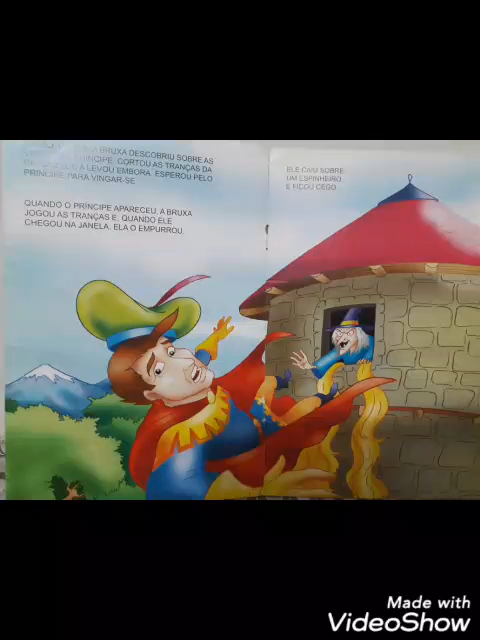 BRUXA DESCOBRIU SOBRE AS
PRÍNCIPE, CORTOU AS TRANÇAS DA
A LEVOU EMBORA. ESPEROU PELO
PRÍNCIPE PARA VINGAR-SE
QUANDO O PRÍNCIPE APARECEU, A BRUXA
JOGOU AS TRANÇAS E, QUANDO ELE
CHEGOU NA JANELA, ELA O EMPURROU.
ELE CAIU SOBRE
UM ESPINHEIRO
E FICOU CEGO.
Made with
VideoShow